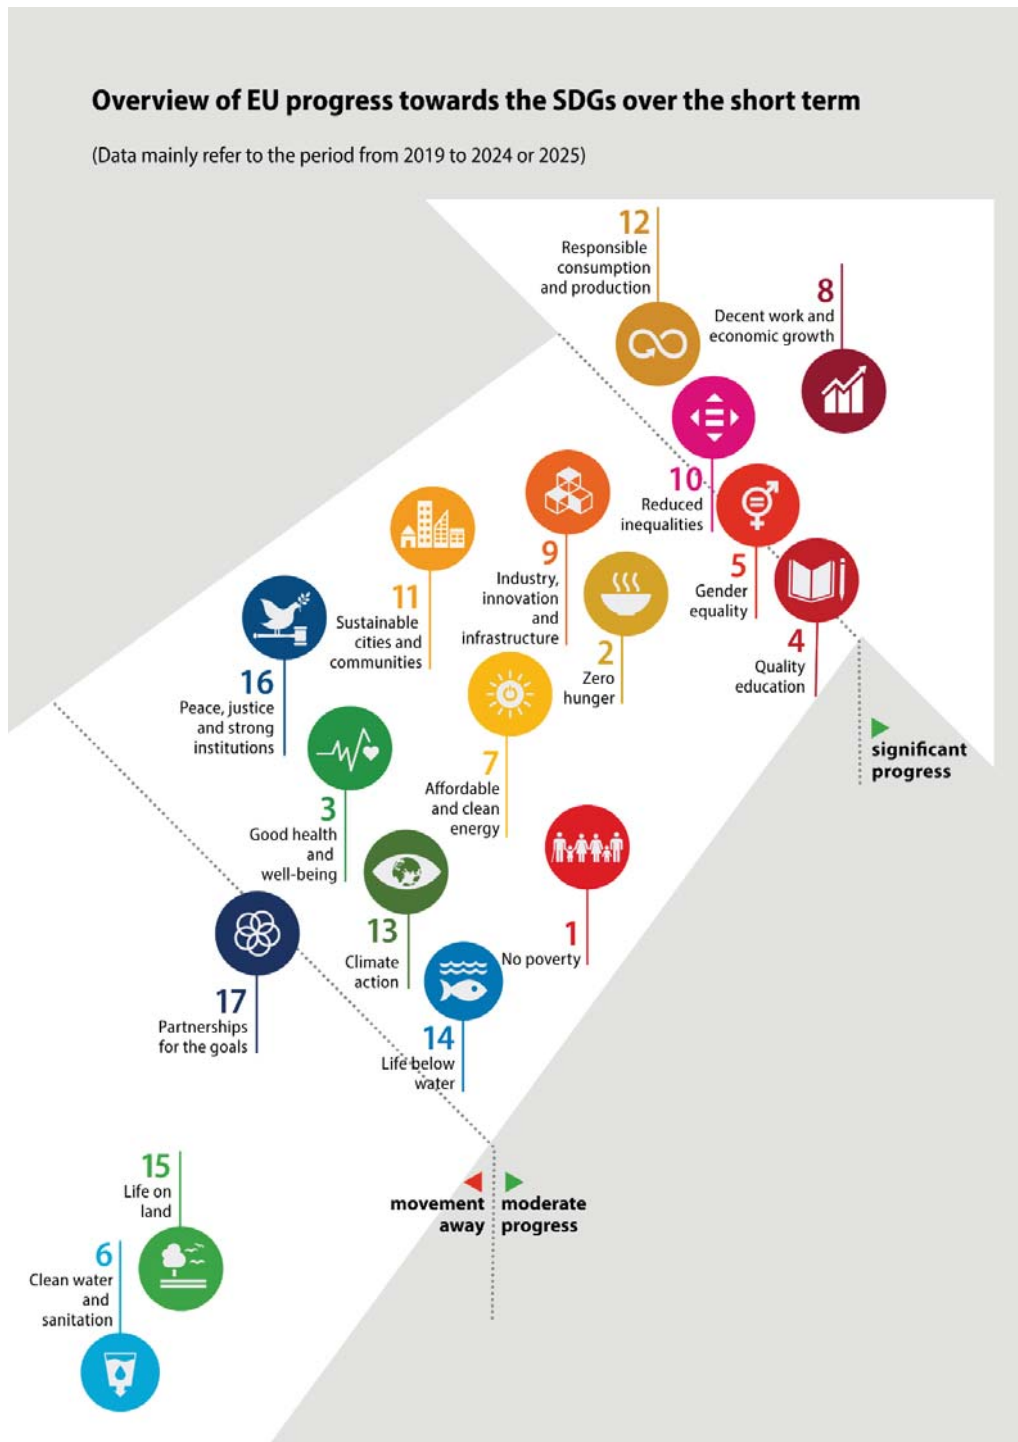 Overview of EU progress towards the SDGs over the short term
(Data mainly refer to the period from 2019 to 2024 or 2025)
12
Responsible
consumption
and production
8
Decent work and
economic growth
10
Reduced
inequalities
9
Industry,
innovation
and
infrastructure
5
Gender
equality
11
Sustainable
cities and
communities
4
Quality
education
2
Zero
hunger
16
Peace, justice
and strong
institutions
significant
progress
7
Affordable
and clean
energy
3
Good health
and
well-being
13
Climate
action
1
No poverty
17
Partnerships
for the goals
14
Life below
water
15
Life on
land
movement
away
moderate
progress
6
Clean water
and
sanitation